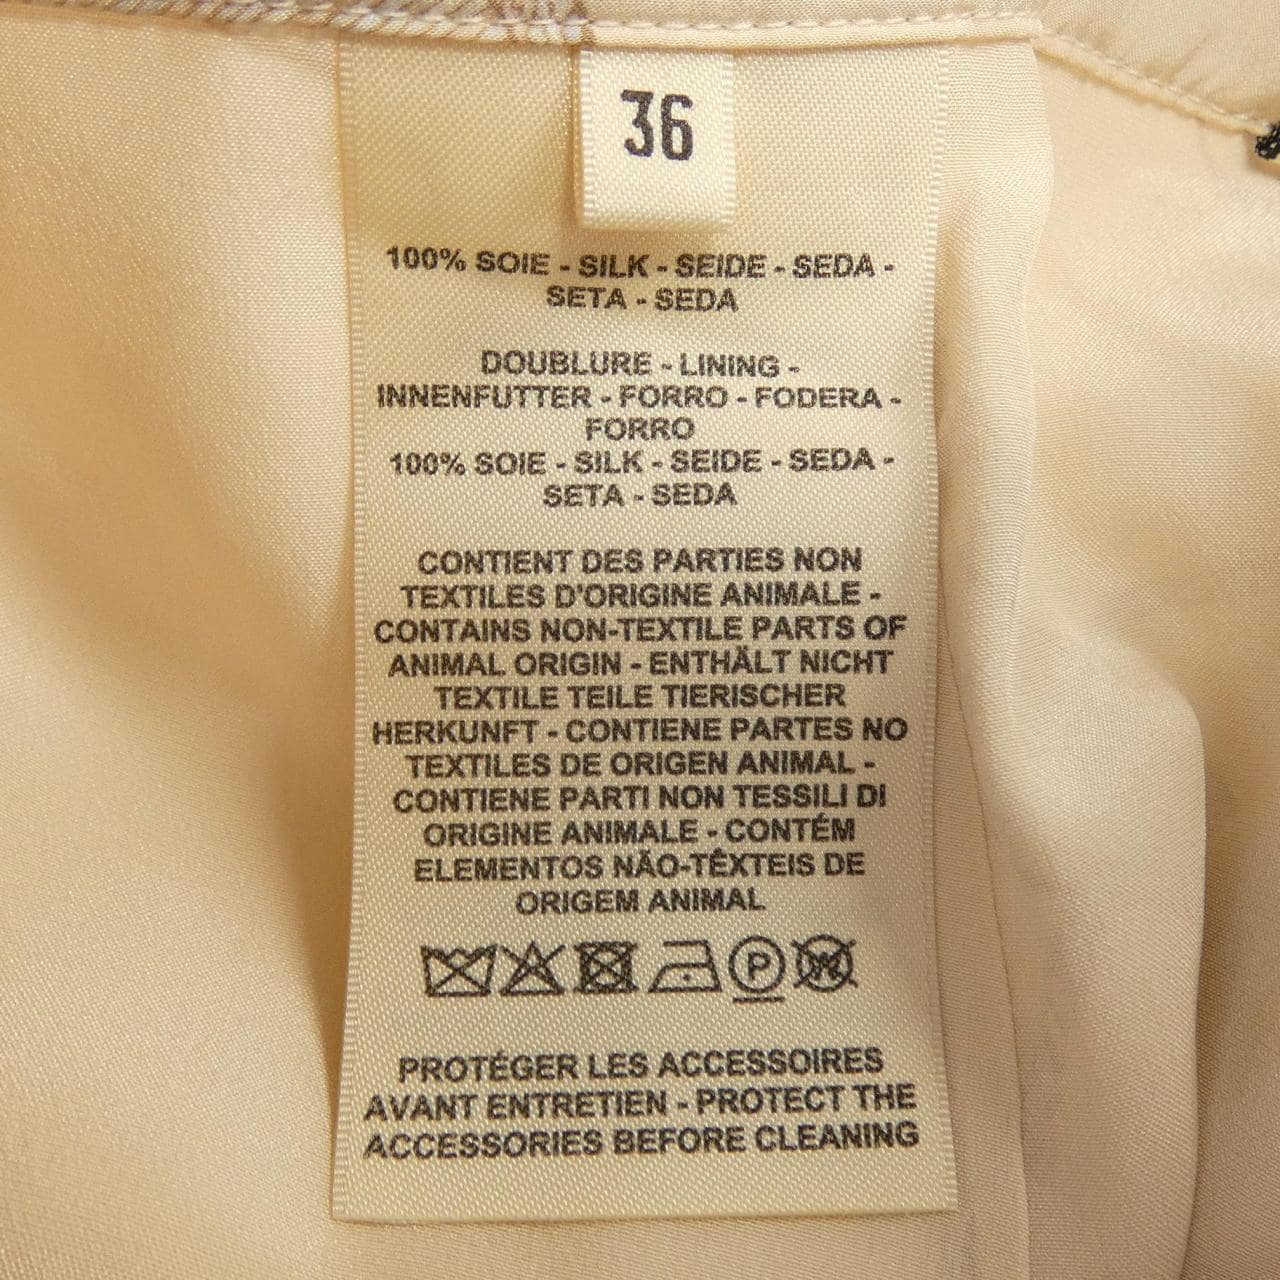 36
100% SOIE - SILK - SEIDE - SEDA -
SETA - SEDA
DOUBLURE - LINING -
INNENFUTTER - FORRO - FODERA -
FORRO
100% SOIE - SILK - SEIDE - SEDA -
SETA - SEDA
CONTIENT DES PARTIES NON
TEXTILES D'ORIGINE ANIMALE -
CONTAINS NON-TEXTILE PARTS OF
ANIMAL ORIGIN - ENTHÄLT NICHT
TEXTILE TEILE TIERISCHER
HERKUNFT - CONTIENE PARTES NO
TEXTILES DE ORIGEN ANIMAL -
CONTIENE PARTI NON TESSILI DI
ORIGINE ANIMALE - CONTÉM
ELEMENTOS NÃO-TÊXTEIS DE
ORIGEM ANIMAL
P W
PROTÉGER LES ACCESSOIRES
AVANT ENTRETIEN - PROTECT THE
ACCESSORIES BEFORE CLEANING